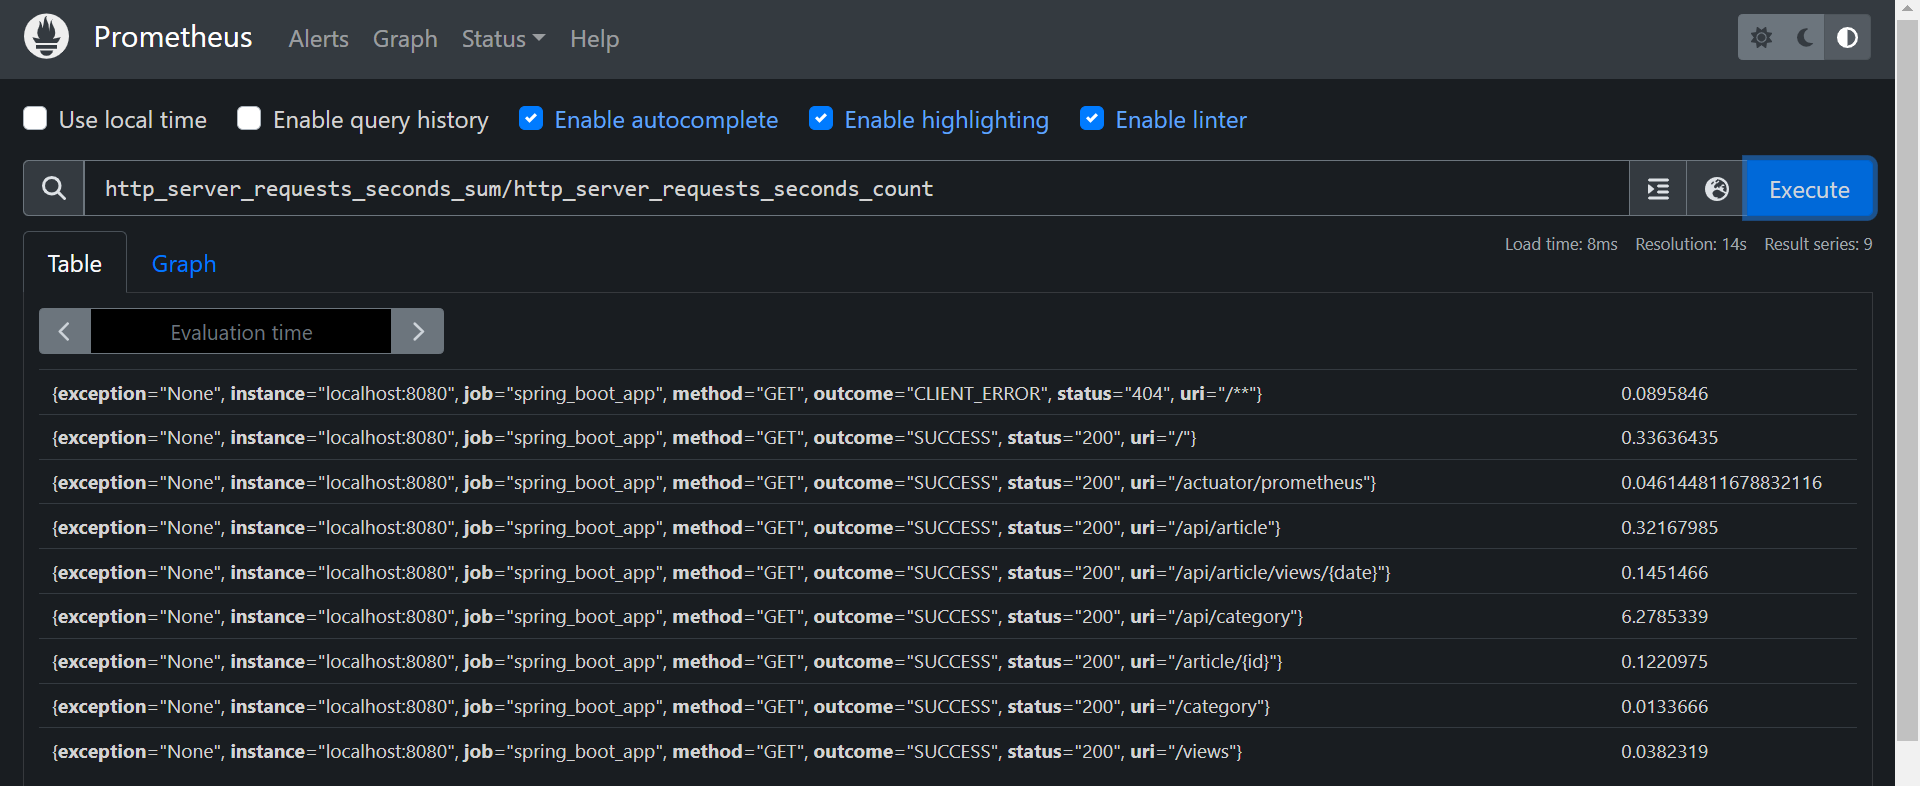 Prometheus Alerts Graph Status Help
Use local time Enable query history Enable autocomplete Enable highlighting Enable linter
http_server_requests_seconds_sum/http_server_requests_seconds_count Execute
Load time: 8ms Resolution: 14s Result series: 9
Table Graph
Evaluation time
{exception="None", instance="localhost:8080", job="spring_boot_app", method="GET", outcome="CLIENT_ERROR", status="404", uri="/**"} 0.0895846
{exception="None", instance="localhost:8080", job="spring_boot_app", method="GET", outcome="SUCCESS", status="200", uri="/"} 0.33636435
{exception="None", instance="localhost:8080", job="spring_boot_app", method="GET", outcome="SUCCESS", status="200", uri="/actuator/prometheus"} 0.046144811678832116
{exception="None", instance="localhost:8080", job="spring_boot_app", method="GET", outcome="SUCCESS", status="200", uri="/api/article"} 0.32167985
{exception="None", instance="localhost:8080", job="spring_boot_app", method="GET", outcome="SUCCESS", status="200", uri="/api/article/views/{date}"} 0.1451466
{exception="None", instance="localhost:8080", job="spring_boot_app", method="GET", outcome="SUCCESS", status="200", uri="/api/category"} 6.2785339
{exception="None", instance="localhost:8080", job="spring_boot_app", method="GET", outcome="SUCCESS", status="200", uri="/article/{id}"} 0.1220975
{exception="None", instance="localhost:8080", job="spring_boot_app", method="GET", outcome="SUCCESS", status="200", uri="/category"} 0.0133666
{exception="None", instance="localhost:8080", job="spring_boot_app", method="GET", outcome="SUCCESS", status="200", uri="/views"} 0.0382319